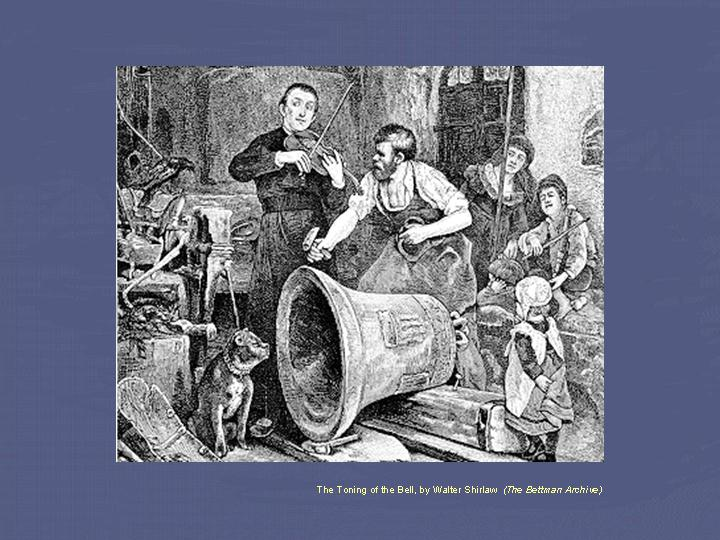 The Toning of the Bell, by Walter Shirlaw (The Bettman Archive)